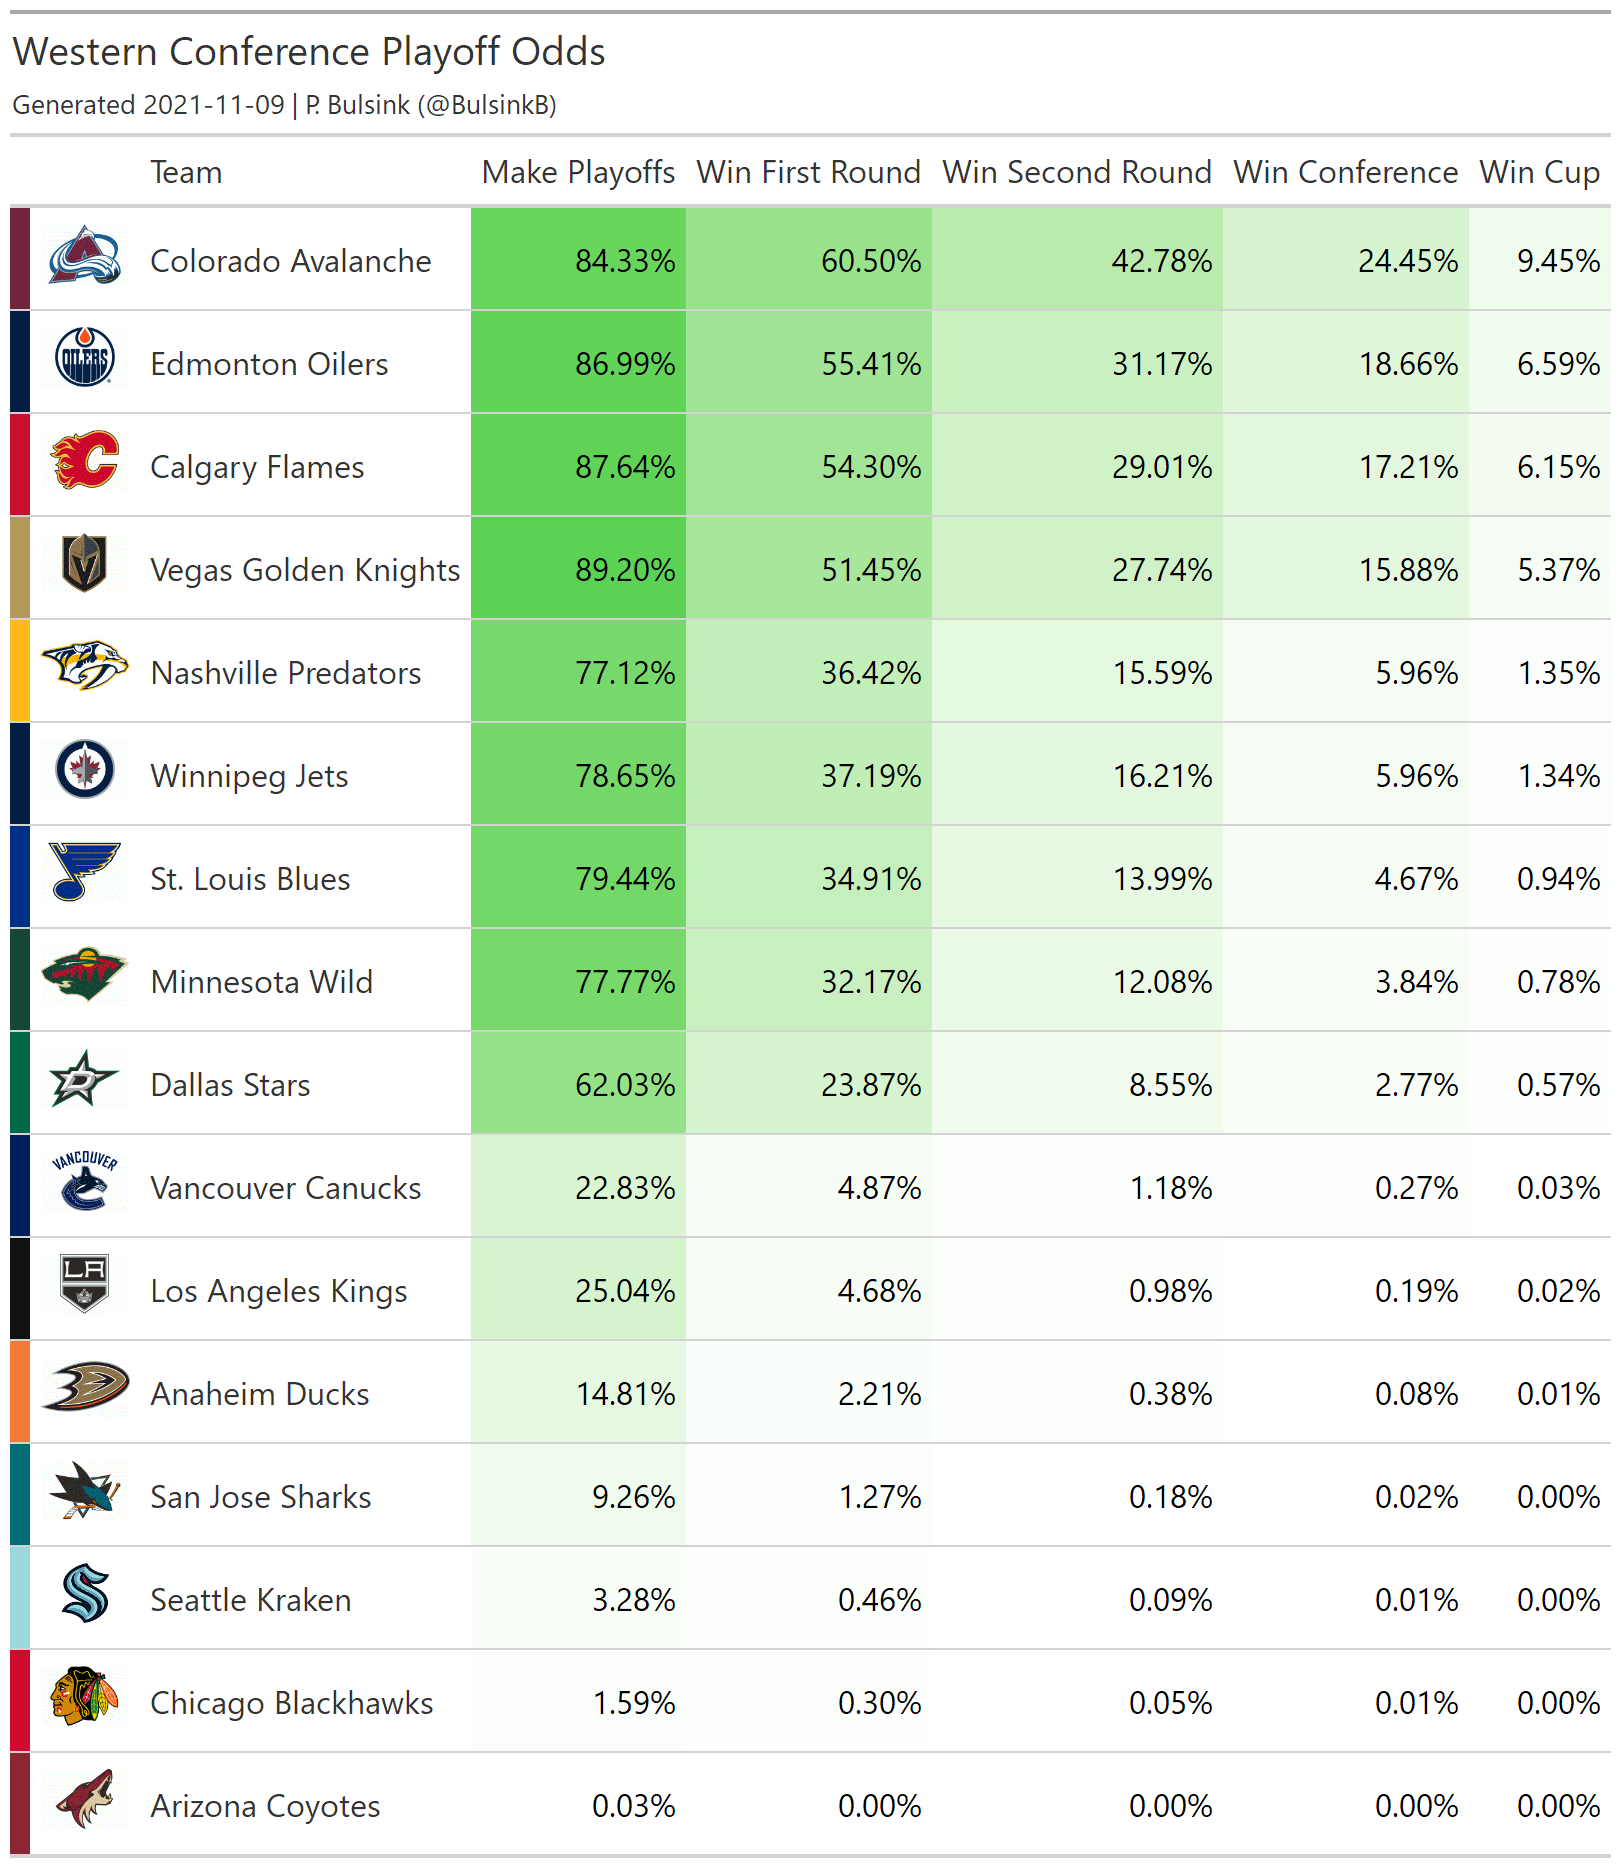 Western Conference Playoff Odds
Generated 2021-11-09 | P. Bulsink (@BulsinkB)
Team Make Playoffs Win First Round Win Second Round Win Conference Win Cup
Colorado Avalanche 84.33% 60.50% 42.78% 24.45% 9.45%
OILERS Edmonton Oilers 86.99% 55.41% 31.17% 18.66% 6.59%
C Calgary Flames 87.64% 54.30% 29.01% 17.21% 6.15%
Vegas Golden Knights 89.20% 51.45% 27.74% 15.88% 5.37%
Nashville Predators 77.12% 36.42% 15.59% 5.96% 1.35%
Winnipeg Jets 78.65% 37.19% 16.21% 5.96% 1.34%
St. Louis Blues 79.44% 34.91% 13.99% 4.67% 0.94%
Minnesota Wild 77.77% 32.17% 12.08% 3.84% 0.78%
D Dallas Stars 62.03% 23.87% 8.55% 2.77% 0.57%
VANCOUVER Vancouver Canucks 22.83% 4.87% 1.18% 0.27% 0.03%
LA Los Angeles Kings 25.04% 4.68% 0.98% 0.19% 0.02%
Anaheim Ducks 14.81% 2.21% 0.38% 0.08% 0.01%
San Jose Sharks 9.26% 1.27% 0.18% 0.02% 0.00%
S Seattle Kraken 3.28% 0.46% 0.09% 0.01% 0.00%
Chicago Blackhawks 1.59% 0.30% 0.05% 0.01% 0.00%
Arizona Coyotes 0.03% 0.00% 0.00% 0.00% 0.00%